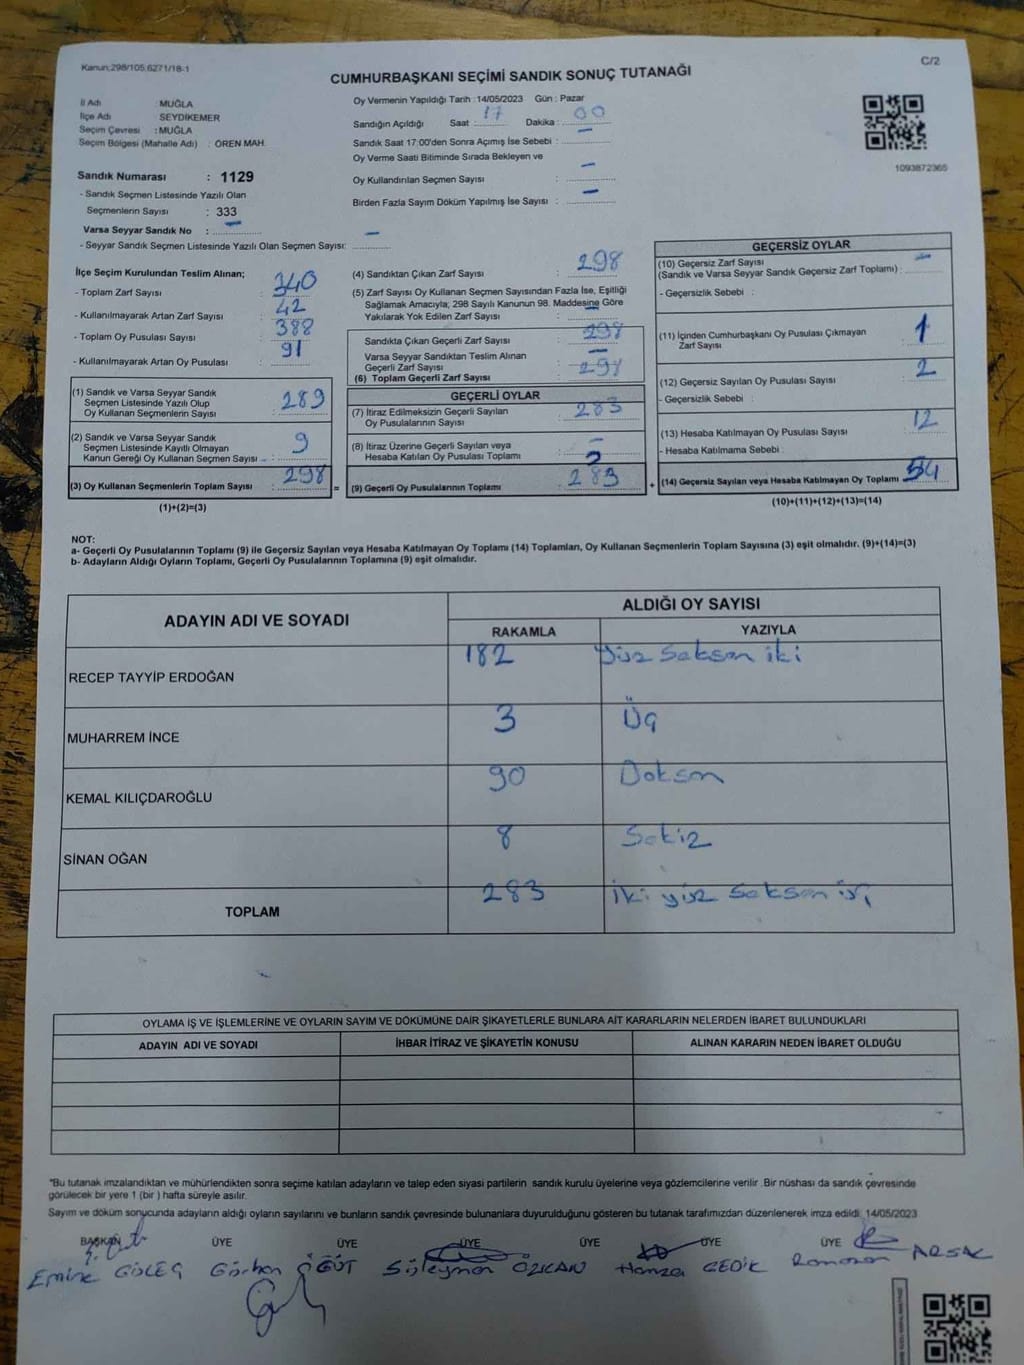 Kanun:298/105,6271/18-1
C/2
CUMHURBAŞKANI SEÇİMİ SANDIK SONUÇ TUTANAĞI
İl Adı : MUĞLA
İlçe Adı SEYDİKEMER
Seçim Çevresi : MUĞLA
Seçim Bölgesi (Mahalle Adı) : ÖREN MAH.
Sandık Numarası : 1129
- Sandık Seçmen Listesinde Yazılı Olan
Seçmenlerin Sayısı : 333
Varsa Seyyar Sandık No : -
- Seyyar Sandık Seçmen Listesinde Yazılı Olan Seçmen Sayısı: -
Oy Vermenin Yapıldığı Tarih :14/05/2023 Gün : Pazar
Sandığın Açıldığı Saat : 17 Dakika : 00
Sandık Saat 17:00'den Sonra Açımış İse Sebebi : -
Oy Verme Saati Bitiminde Sırada Bekleyen ve
Oy Kullandırılan Seçmen Sayısı : -
Birden Fazla Sayım Döküm Yapılmış İse Sayısı : -
1093872365
İlçe Seçim Kurulundan Teslim Alınan;
- Toplam Zarf Sayısı : 340
- Kullanılmayarak Artan Zarf Sayısı : 42
- Toplam Oy Pusulası Sayısı : 388
- Kullanılmayarak Artan Oy Pusulası : 91
(1) Sandık ve Varsa Seyyar Sandık
Seçmen Listesinde Yazılı Olup
Oy Kullanan Seçmenlerin Sayısı : 289
(2) Sandık ve Varsa Seyyar Sandık
Seçmen Listesinde Kayıtlı Olmayan
Kanun Gereği Oy Kullanan Seçmen Sayısı 9
(3) Oy Kullanan Seçmenlerin Toplam Sayısı 298
(1)+(2)=(3)
=
(4) Sandıktan Çıkan Zarf Sayısı : 298
(5) Zarf Sayısı Oy Kullanan Seçmen Sayısından Fazla İse, Eşitliği
Sağlamak Amacıyla; 298 Sayılı Kanunun 98. Maddesine Göre
Yakılarak Yok Edilen Zarf Sayısı : -
Sandıkta Çıkan Geçerli Zarf Sayısı : 298
Varsa Seyyar Sandıktan Teslim Alınan
Geçerli Zarf Sayısı : -
(6) Toplam Geçerli Zarf Sayısı :
GEÇERLİ OYLAR
(7) İtiraz Edilmeksizin Geçerli Sayılan
Oy Pusulalarının Sayısı : 283
(8) İtiraz Üzerine Geçerli Sayılan veya
Hesaba Katılan Oy Pusulası Toplamı :
(9) Geçerli Oy Pusulalarının Toplamı : 283
+
GEÇERSİZ OYLAR
(10) Geçersiz Zarf Sayısı
(Sandık ve Varsa Seyyar Sandık Geçersiz Zarf Toplamı) : -
- Geçersizlik Sebebi :
(11) İçinden Cumhurbaşkanı Oy Pusulası Çıkmayan
Zarf Sayısı 1
(12) Geçersiz Sayılan Oy Pusulası Sayısı 2
- Geçersizlik Sebebi :
(13) Hesaba Katılmayan Oy Pusulası Sayısı 12
- Hesaba Katılmama Sebebi
(14) Geçersiz Sayılan veya Hesaba Katılmayan Oy Toplamı
(10)+(11)+(12)+(13)=(14)
NOT:
a- Geçerli Oy Pusulalarının Toplamı (9) ile Geçersiz Sayılan veya Hesaba Katılmayan Oy Toplamı (14) Toplamları, Oy Kullanan Seçmenlerin Toplam Sayısına (3) eşit olmalıdır. (9)+(14)=(3)
b- Adayların Aldığı Oyların Toplamı, Geçerli Oy Pusulalarının Toplamına (9) eşit olmalıdır.
ADAYIN ADI VE SOYADI
ALDIĞI OY SAYISI
RAKAMLA YAZIYLA
RECEP TAYYİP ERDOĞAN 182 Yüz Seksen iki
MUHARREM İNCE 3 Üç
KEMAL KILIÇDAROĞLU 90 Doksan
SİNAN OĞAN 8 Sekiz
TOPLAM 283 İki yüz Seksen üç
OYLAMA İŞ VE İŞLEMLERİNE VE OYLARIN SAYIM VE DÖKÜMÜNE DAİR ŞİKAYETLERLE BUNLARA AİT KARARLARIN NELERDEN İBARET BULUNDUKLARI
ADAYIN ADI VE SOYADI İHBAR İTİRAZ VE ŞİKAYETİN KONUSU ALINAN KARARIN NEDEN İBARET OLDUĞU
"Bu tutanak imzalandıktan ve mühürlendikten sonra seçime katılan adayların ve talep eden siyasi partilerin sandık kurulu üyelerine veya gözlemcilerine verilir .Bir nüshası da sandık çevresinde
görülecek bir yere 1 (bir ) hafta süreyle asılır.
Sayım ve döküm sonucunda adayların aldığı oyların sayılarını ve bunların sandık çevresinde bulunanlara duyurulduğunu gösteren bu tutanak tarafımızdan düzenlenerek imza edildi. 14/05/2023
BAŞKAN ÜYE ÜYE ÜYE ÜYE ÜYE ÜYE
Emine GÜLEÇ Gürhan ÖĞÜT Süleyman ÖZKAN Hamza GEDİK Ramazan